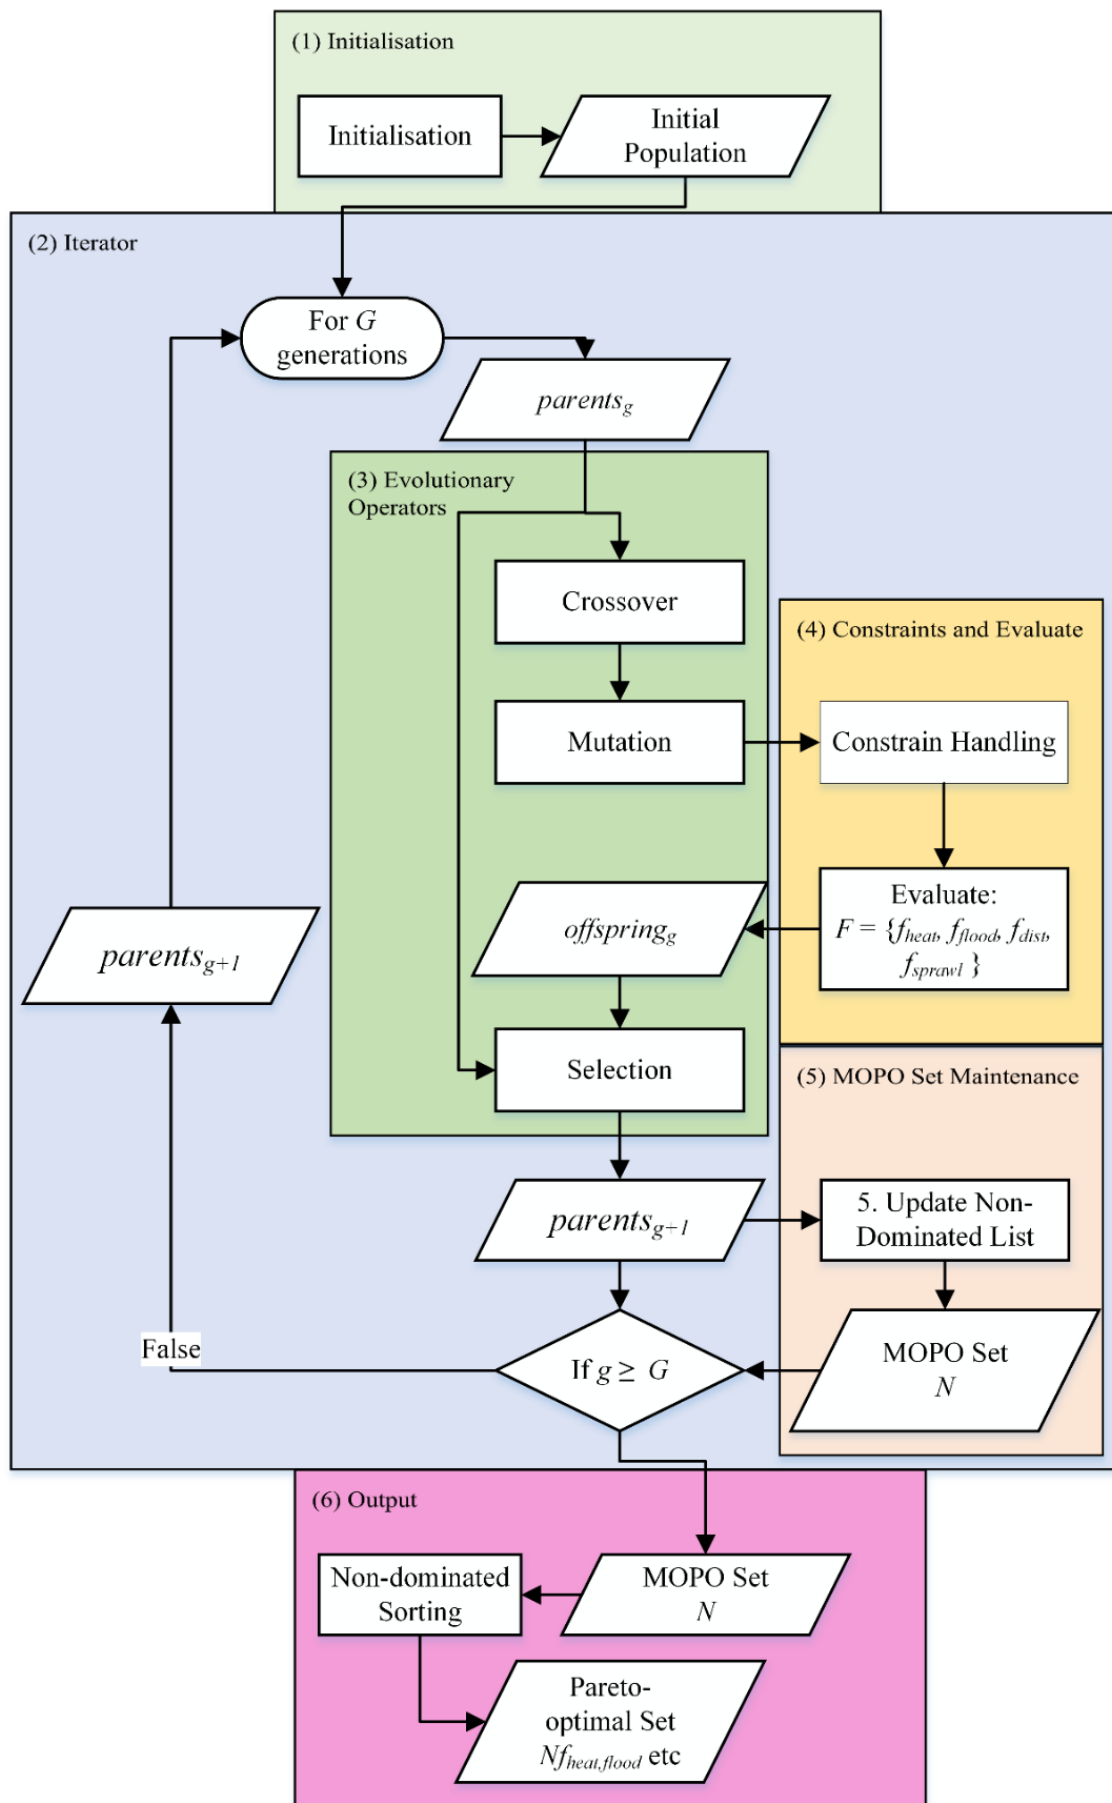 (1) Initialisation
Initialisation
Initial
Population
(2) Iterator
For G
generations
parents_g
(3) Evolutionary
Operators
Crossover
(4) Constraints and Evaluate
Mutation
Constrain Handling
offspring_g
Evaluate:
F = {f_heat, f_flood, f_dist,
f_sprawl }
parents_g+1
Selection
(5) MOPO Set Maintenance
parents_g+1
5. Update Non-
Dominated List
False
If g ≥ G
MOPO Set
N
(6) Output
Non-dominated
Sorting
MOPO Set
N
Pareto-
optimal Set
Nf_heat,flood etc